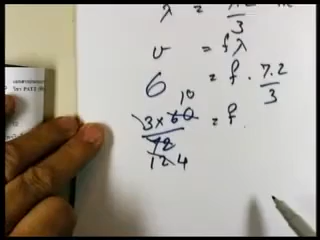 λ = 7.2/3 m
v = fλ
6 = f · 7.2/3
10
3 × 60 / 72 = f
12 4